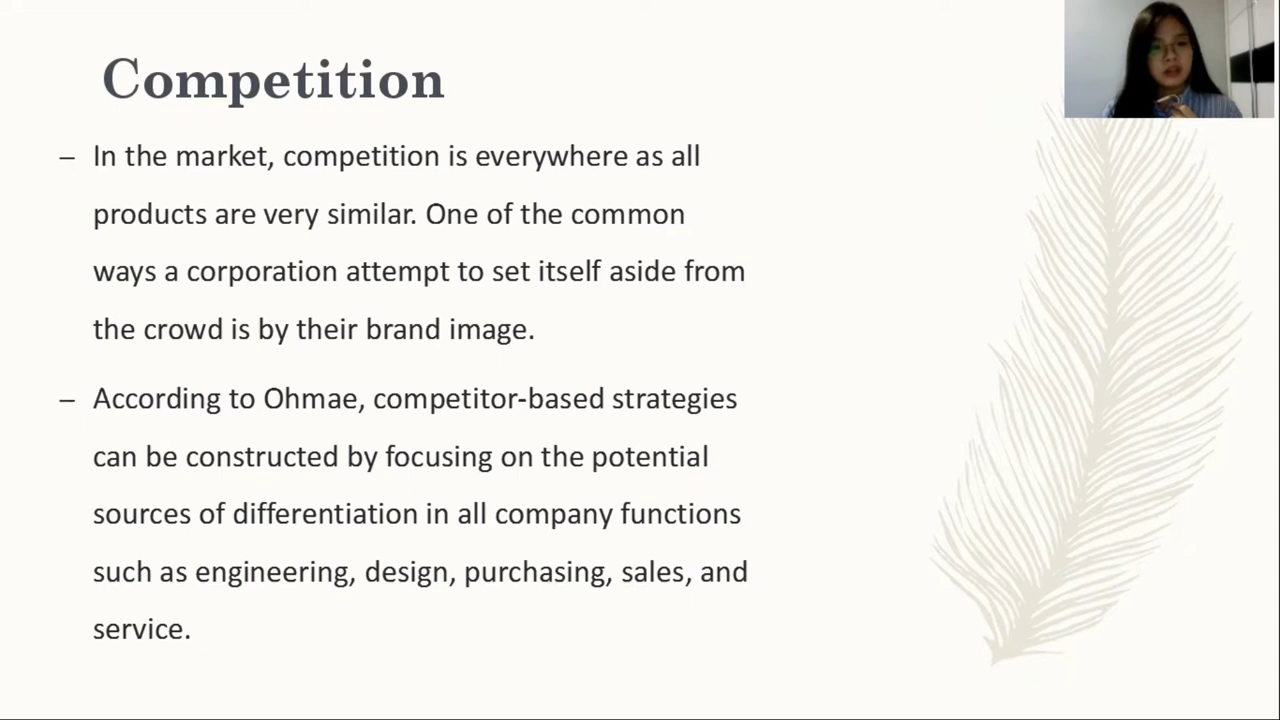 Competition
– In the market, competition is everywhere as all
products are very similar. One of the common
ways a corporation attempt to set itself aside from
the crowd is by their brand image.
– According to Ohmae, competitor-based strategies
can be constructed by focusing on the potential
sources of differentiation in all company functions
such as engineering, design, purchasing, sales, and
service.